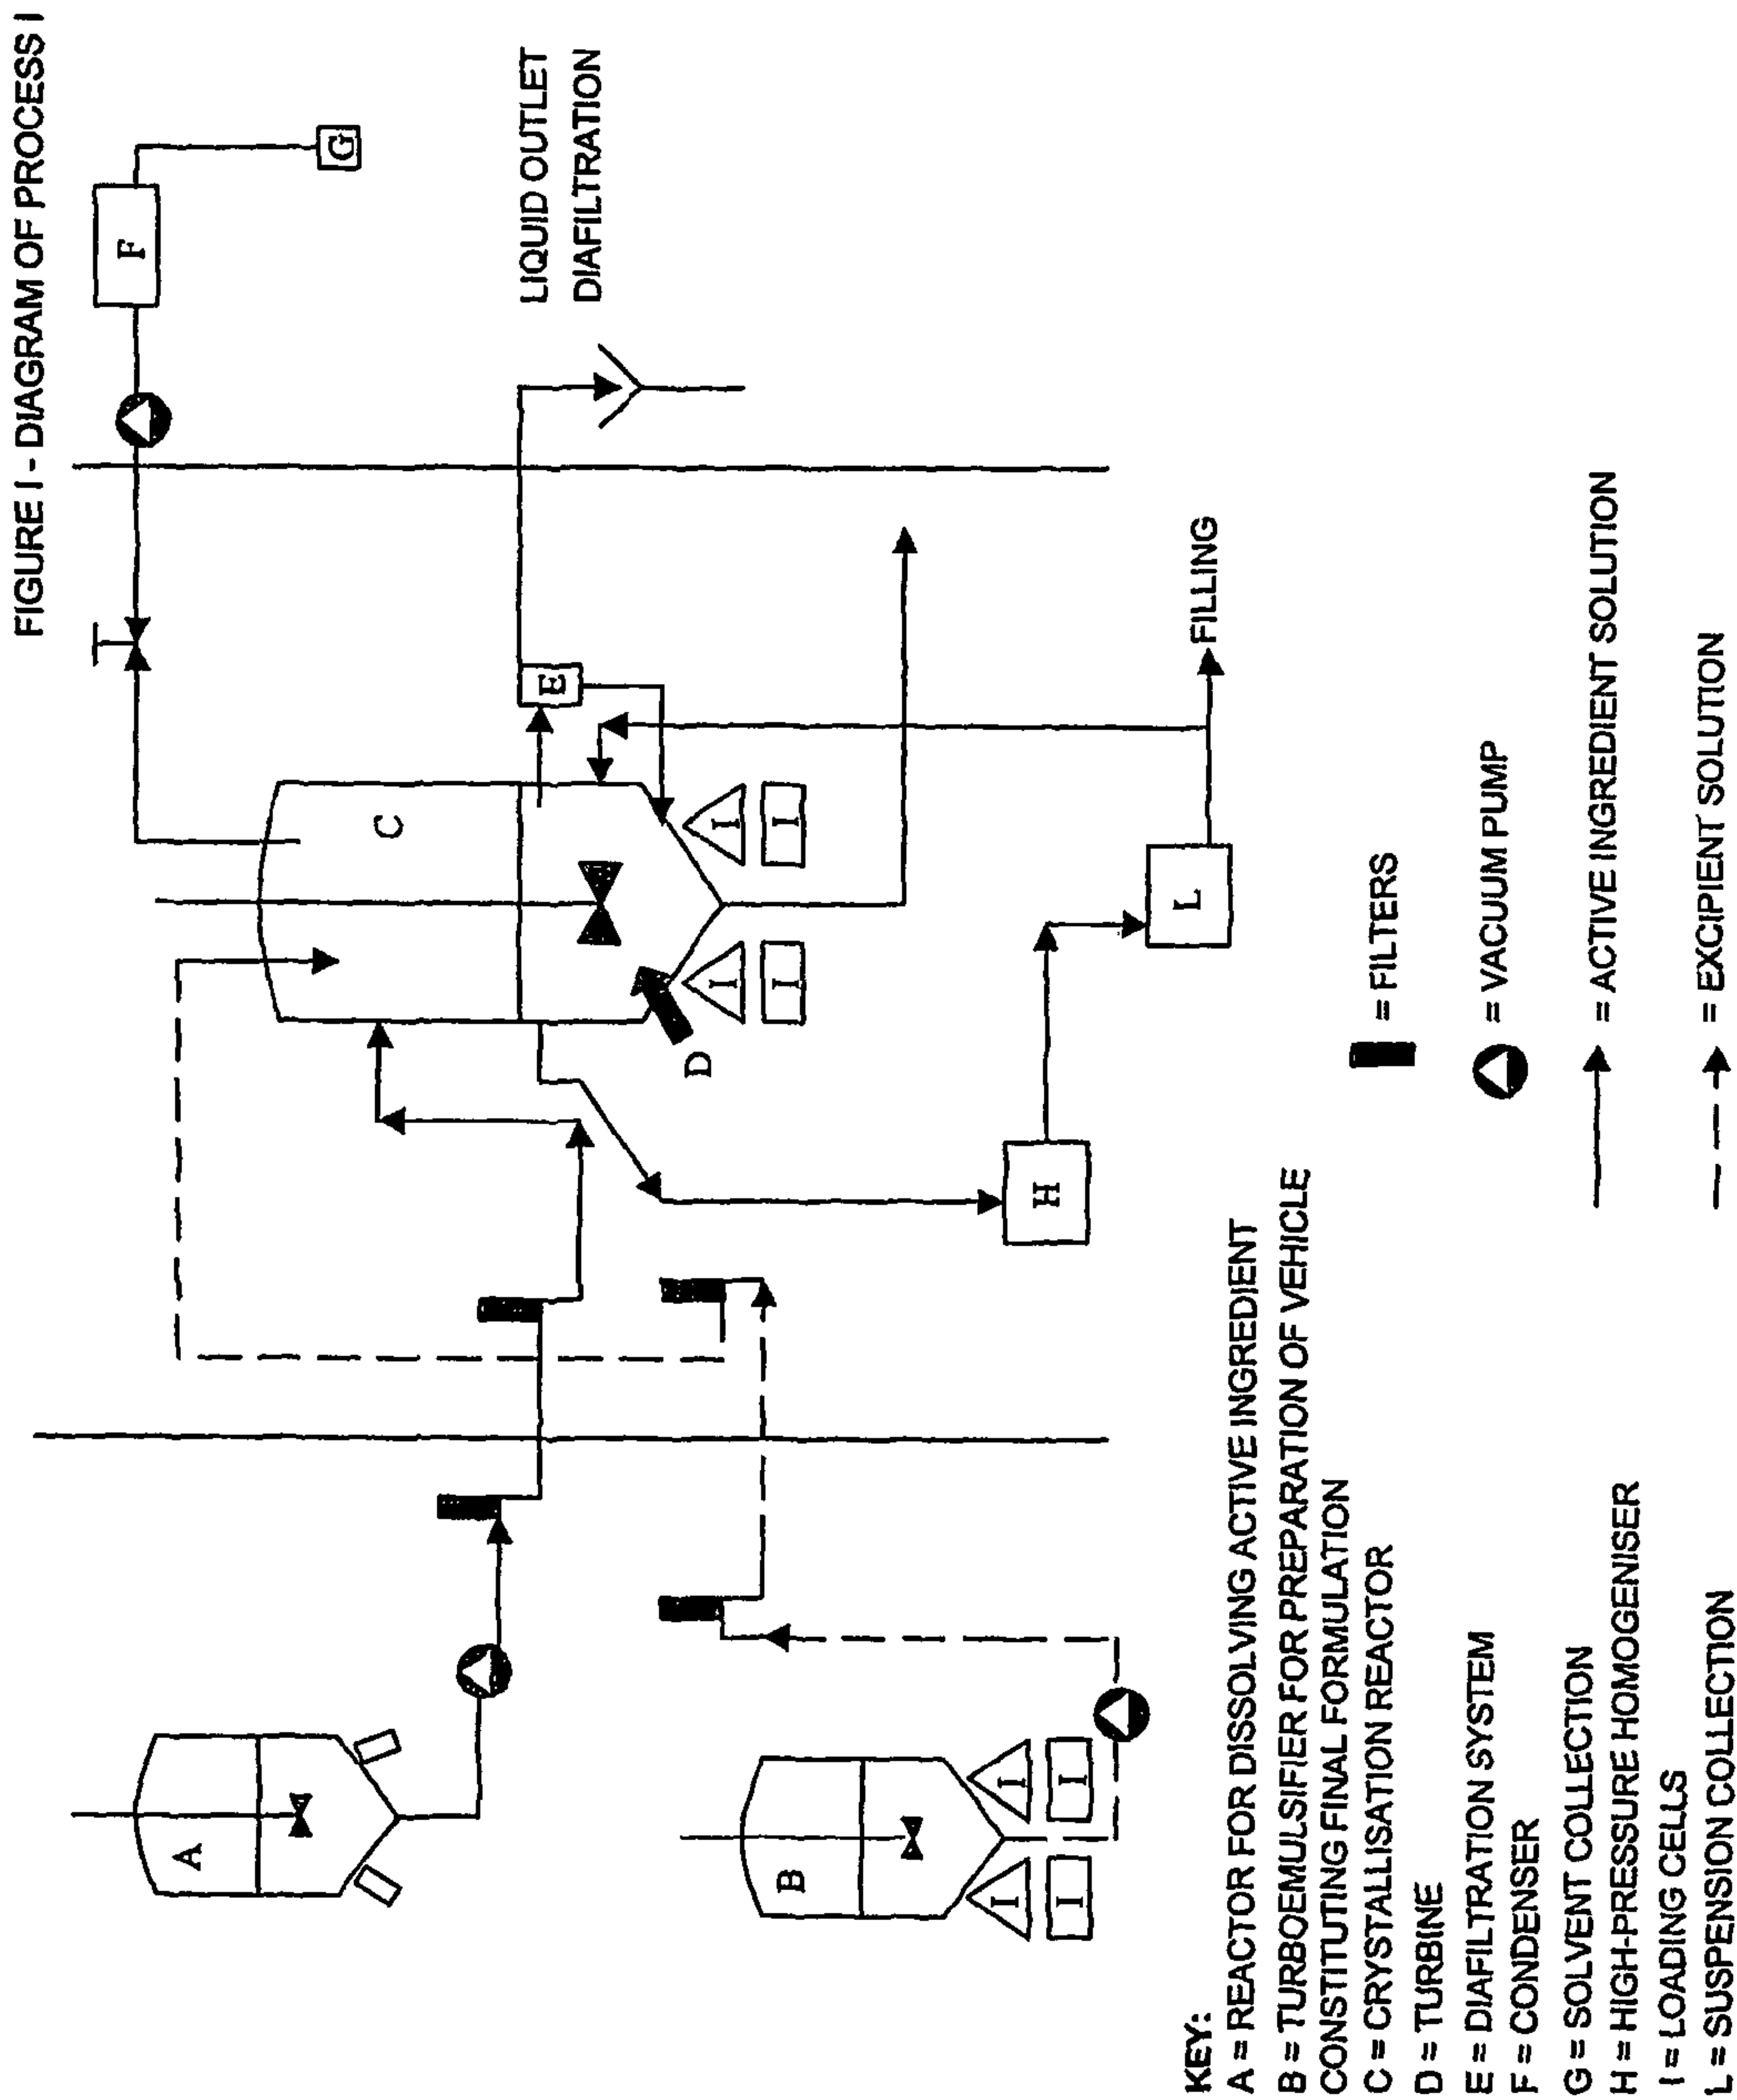 FIGURE I - DIAGRAM OF PROCESS I
F
G
LIQUID OUTLET
DIAFILTRATION
C
E
A
D
I
I
I
I
B
I
I
I
I
H
L
FILLING
KEY:
A = REACTOR FOR DISSOLVING ACTIVE INGREDIENT
B = TURBOEMULSIFIER FOR PREPARATION OF VEHICLE
CONSTITUTING FINAL FORMULATION
C = CRYSTALLISATION REACTOR
D = TURBINE
E = DIAFILTRATION SYSTEM
F = CONDENSER
G = SOLVENT COLLECTION
H = HIGH-PRESSURE HOMOGENISER
I = LOADING CELLS
L = SUSPENSION COLLECTION
= FILTERS
= VACUUM PUMP
= ACTIVE INGREDIENT SOLUTION
= EXCIPIENT SOLUTION